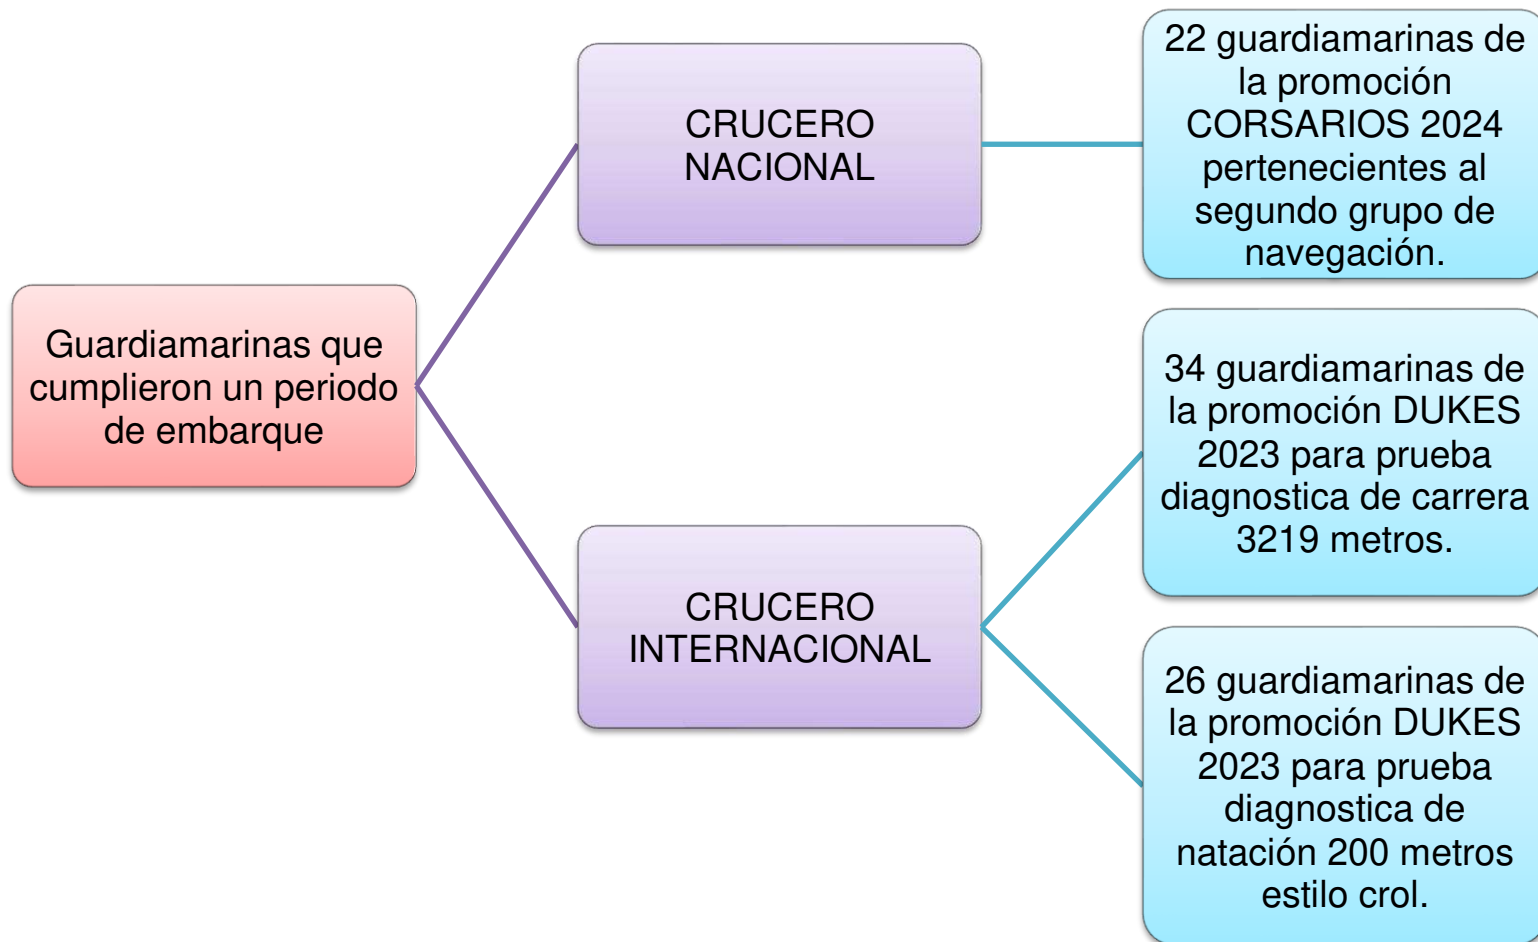 Guardiamarinas que
cumplieron un periodo
de embarque
CRUCERO
NACIONAL
22 guardiamarinas de
la promoción
CORSARIOS 2024
pertenecientes al
segundo grupo de
navegación.
CRUCERO
INTERNACIONAL
34 guardiamarinas de
la promoción DUKES
2023 para prueba
diagnostica de carrera
3219 metros.
26 guardiamarinas de
la promoción DUKES
2023 para prueba
diagnostica de
natación 200 metros
estilo crol.